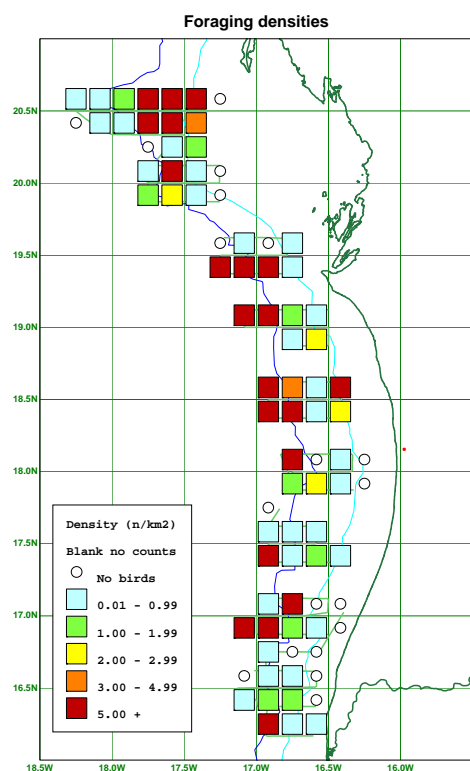 Foraging densities
20.5N
20.0N
19.5N
19.0N
18.5N
18.0N
17.5N
17.0N
16.5N
Density (n/km2)
Blank no counts
No birds
0.01 - 0.99
1.00 - 1.99
2.00 - 2.99
3.00 - 4.99
5.00 +
18.5W 18.0W 17.5W 17.0W 16.5W 16.0W